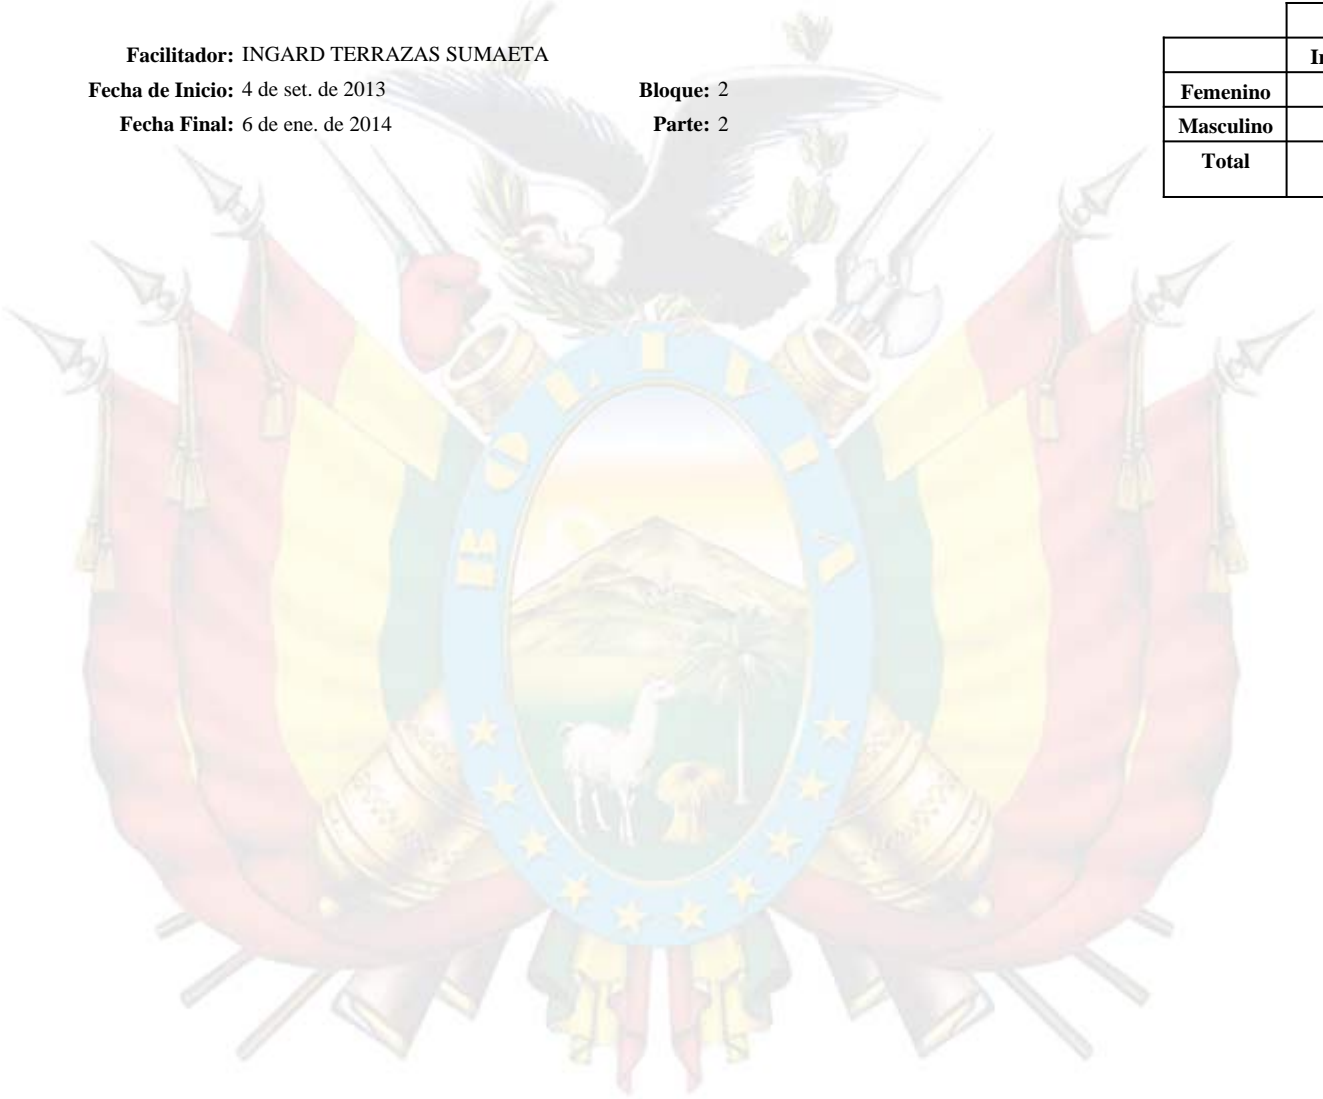 Facilitador: INGARD TERRAZAS SUMAETA
Fecha de Inicio: 4 de set. de 2013 Bloque: 2
Fecha Final: 6 de ene. de 2014 Parte: 2
Femenino
Masculino
Total
BOLIVIA